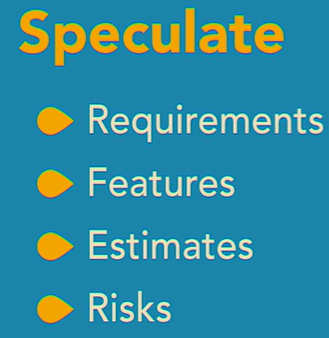 Speculate
Requirements
Features
Estimates
Risks